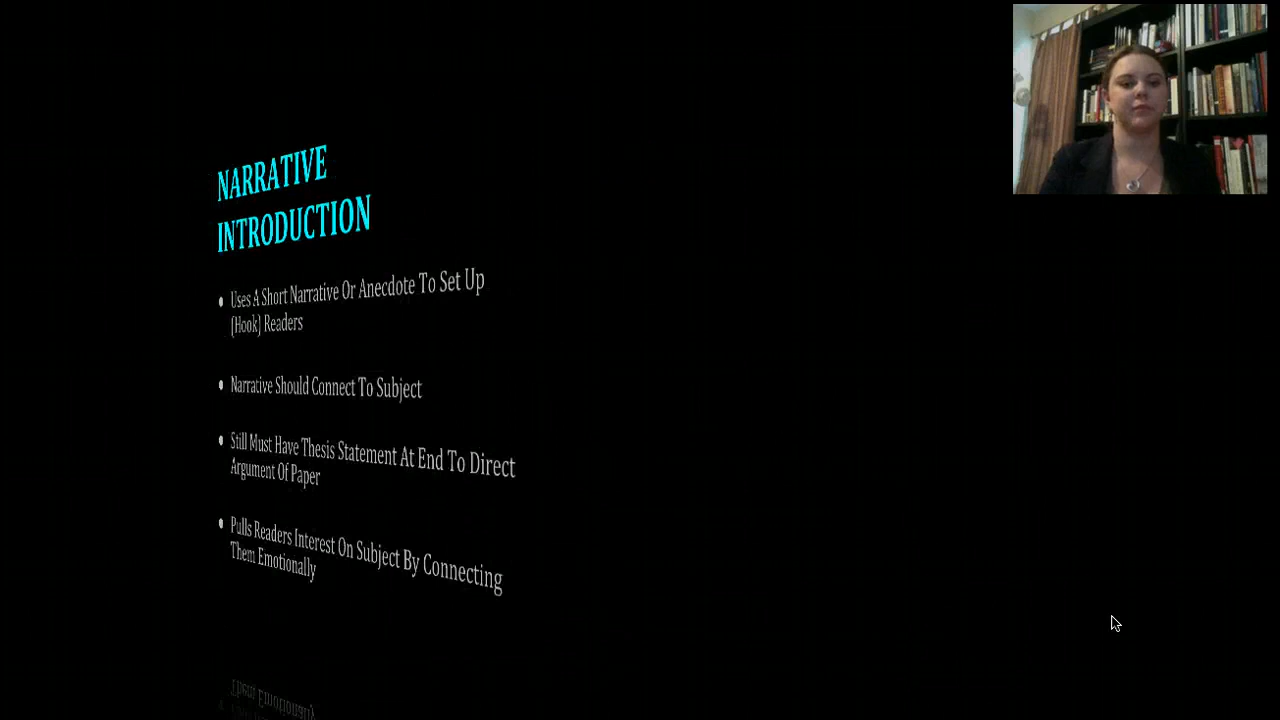 NARRATIVE
INTRODUCTION
• Uses A Short Narrative Or Anecdote To Set Up
(Hook) Readers
• Narrative Should Connect To Subject
• Still Must Have Thesis Statement At End To Direct
Argument Of Paper
• Pulls Readers Interest On Subject By Connecting
Them Emotionally